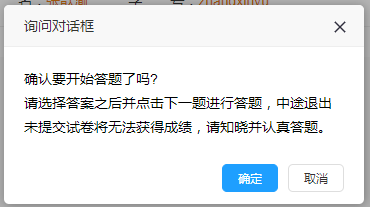 询问对话框
确认要开始答题了吗?
请选择答案之后并点击下一题进行答题，中途退出
未提交试卷将无法获得成绩，请知晓并认真答题。
确定
取消